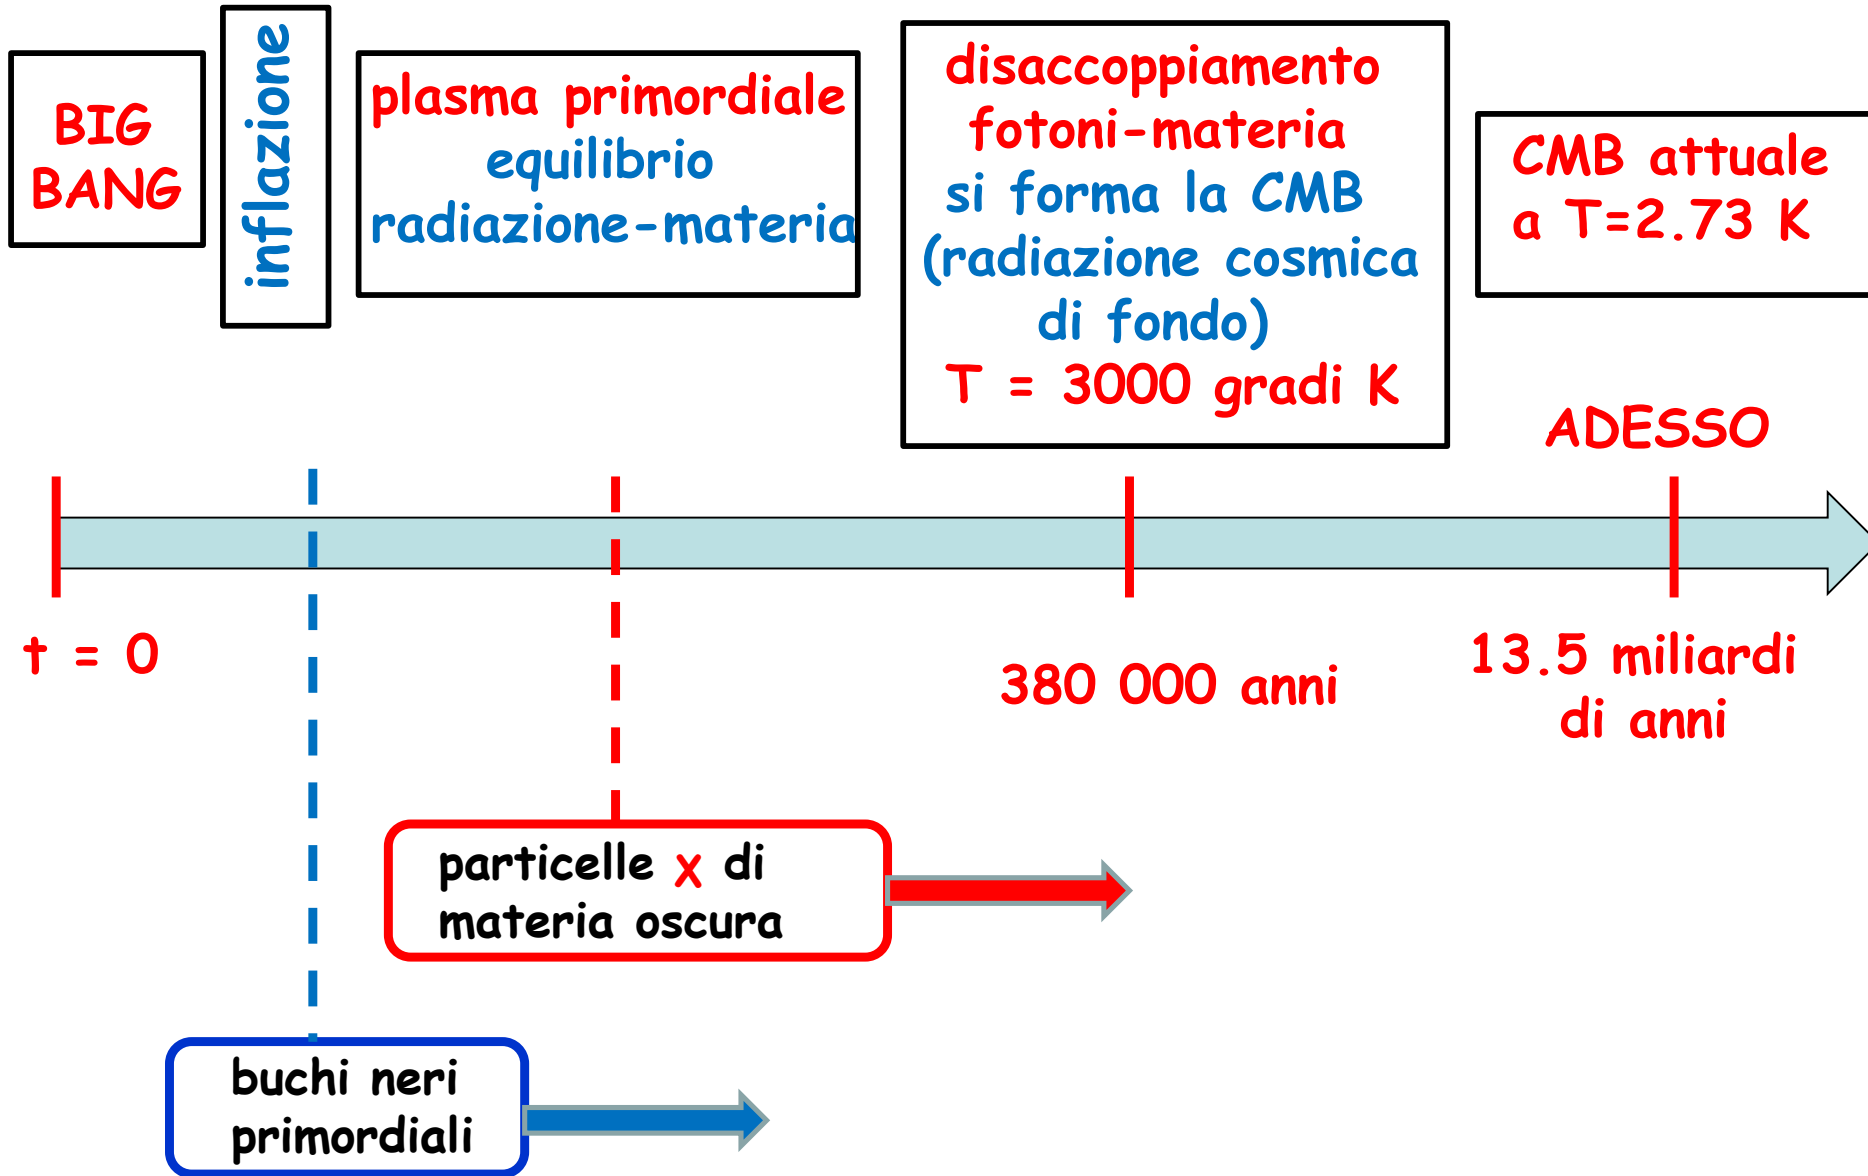 BIG
BANG
inflazione
plasma primordiale
equilibrio
radiazione-materia
disaccoppiamento
fotoni-materia
si forma la CMB
(radiazione cosmica
di fondo)
T = 3000 gradi K
CMB attuale
a T=2.73 K
ADESSO
t = 0
380 000 anni
13.5 miliardi
di anni
particelle x di
materia oscura
buchi neri
primordiali